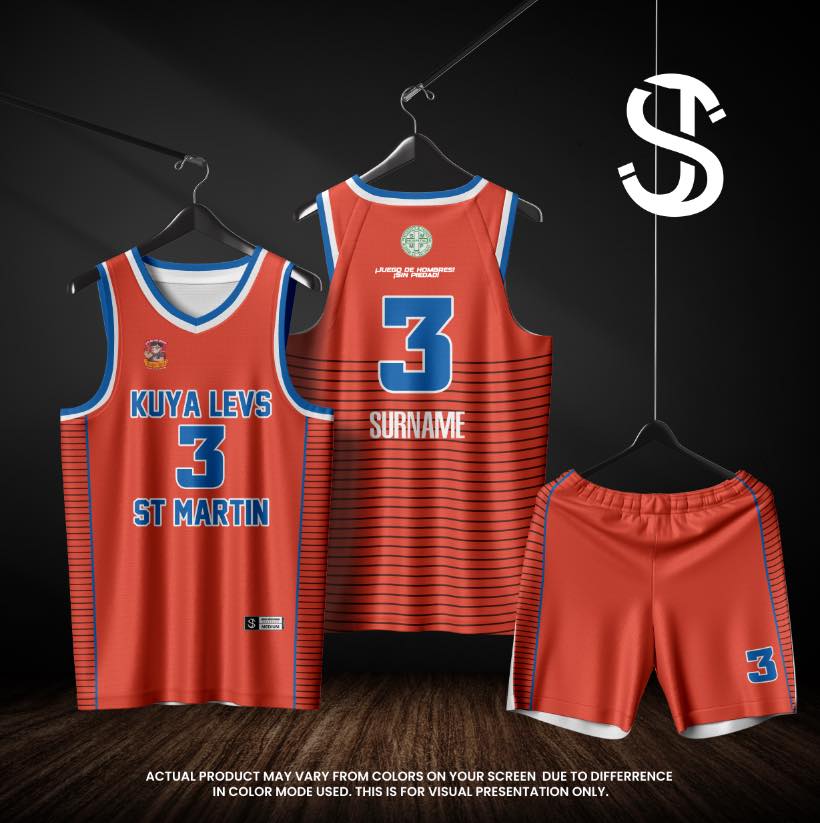 KUYA LEVS
3
ST MARTIN
MEDIUM
¡JUEGO DE HOMBRES!
¡SIN PIEDAD!
3
SURNAME
3
ACTUAL PRODUCT MAY VARY FROM COLORS ON YOUR SCREEN DUE TO DIFFERRENCE
IN COLOR MODE USED. THIS IS FOR VISUAL PRESENTATION ONLY.